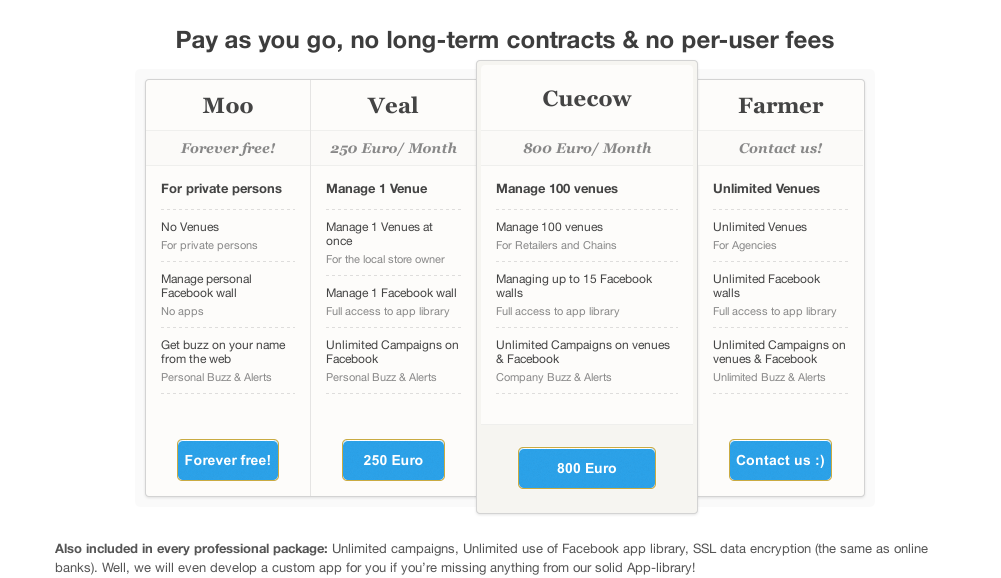 Pay as you go, no long-term contracts & no per-user fees
Moo
Forever free!
For private persons
No Venues
For private persons
Manage personal
Facebook wall
No apps
Get buzz on your name
from the web
Personal Buzz & Alerts
Forever free!
Veal
250 Euro/ Month
Manage 1 Venue
Manage 1 Venues at
once
For the local store owner
Manage 1 Facebook wall
Full access to app library
Unlimited Campaigns on
Facebook
Personal Buzz & Alerts
250 Euro
Cuecow
800 Euro/ Month
Manage 100 venues
Manage 100 venues
For Retailers and Chains
Managing up to 15 Facebook
walls
Full access to app library
Unlimited Campaigns on venues
& Facebook
Company Buzz & Alerts
800 Euro
Farmer
Contact us!
Unlimited Venues
Unlimited Venues
For Agencies
Unlimited Facebook
walls
Full access to app library
Unlimited Campaigns on
venues & Facebook
Unlimited Buzz & Alerts
Contact us :)
Also included in every professional package: Unlimited campaigns, Unlimited use of Facebook app library, SSL data encryption (the same as online
banks). Well, we will even develop a custom app for you if you’re missing anything from our solid App-library!